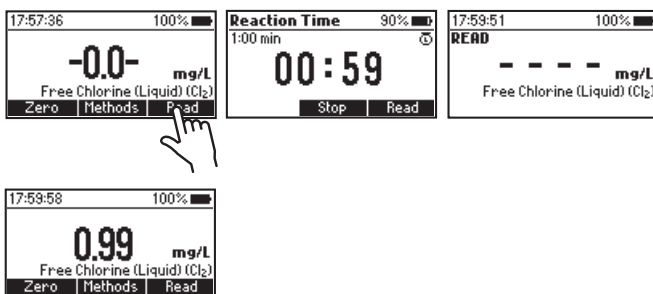 17:57:36 100%
-0.0-
mg/L
Free Chlorine (Liquid) (Cl₂)
Zero Methods Read
Reaction Time 90%
1:00 min
00:59
Stop Read
17:59:51 100%
READ
- - - -
mg/L
Free Chlorine (Liquid) (Cl₂)
17:59:58 100%
0.99
mg/L
Free Chlorine (Liquid) (Cl₂)
Zero Methods Read